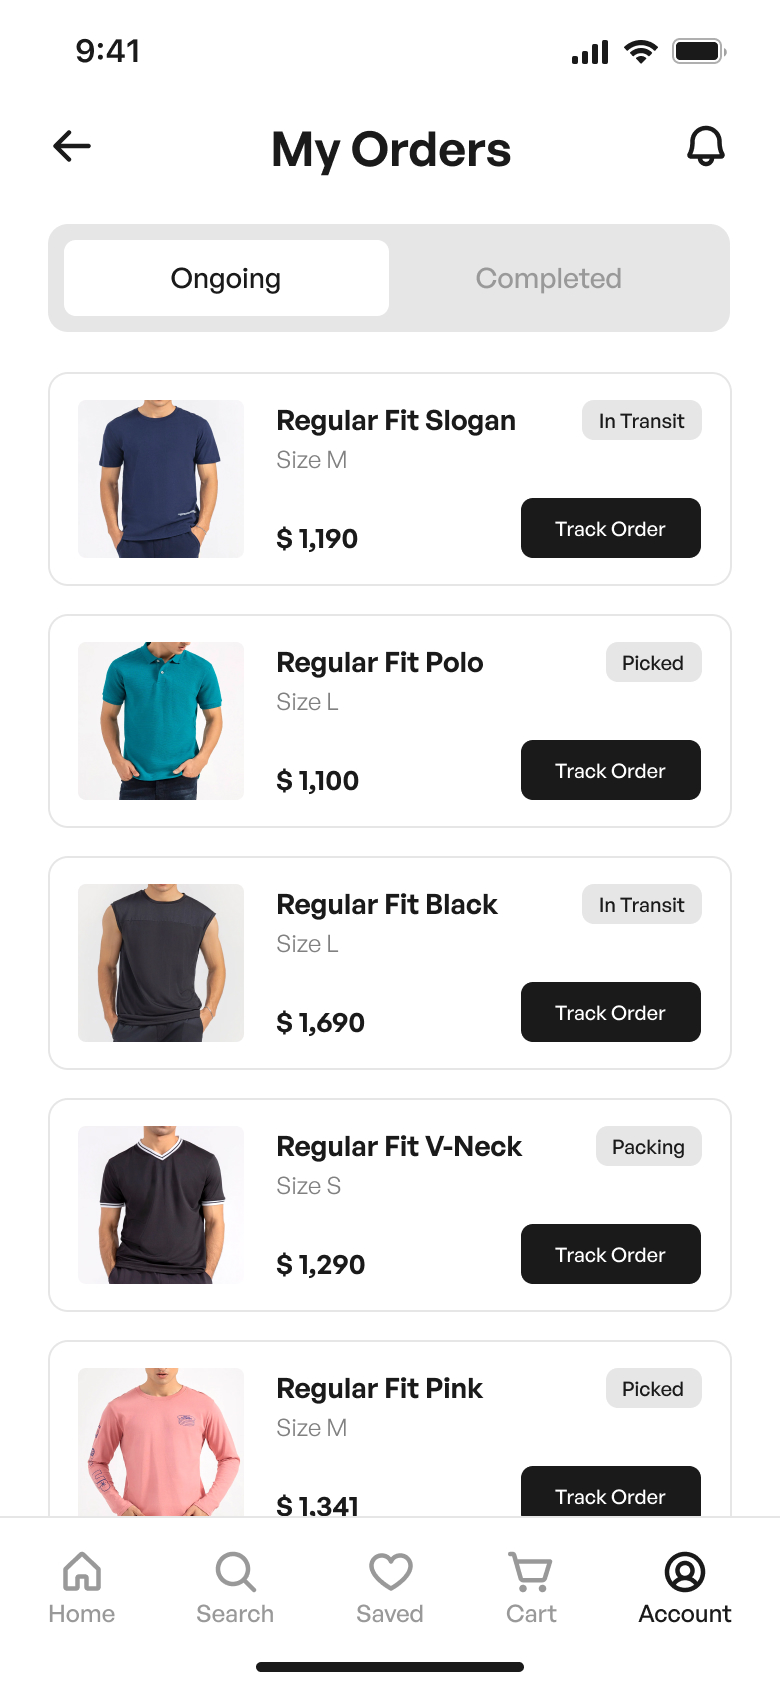 9:41
My Orders
Ongoing
Completed
Regular Fit Slogan
In Transit
Size M
$ 1,190
Track Order
Regular Fit Polo
Picked
Size L
$ 1,100
Track Order
Regular Fit Black
In Transit
Size L
$ 1,690
Track Order
Regular Fit V-Neck
Packing
Size S
$ 1,290
Track Order
Regular Fit Pink
Picked
Size M
$ 1,341
Track Order
Home
Search
Saved
Cart
Account